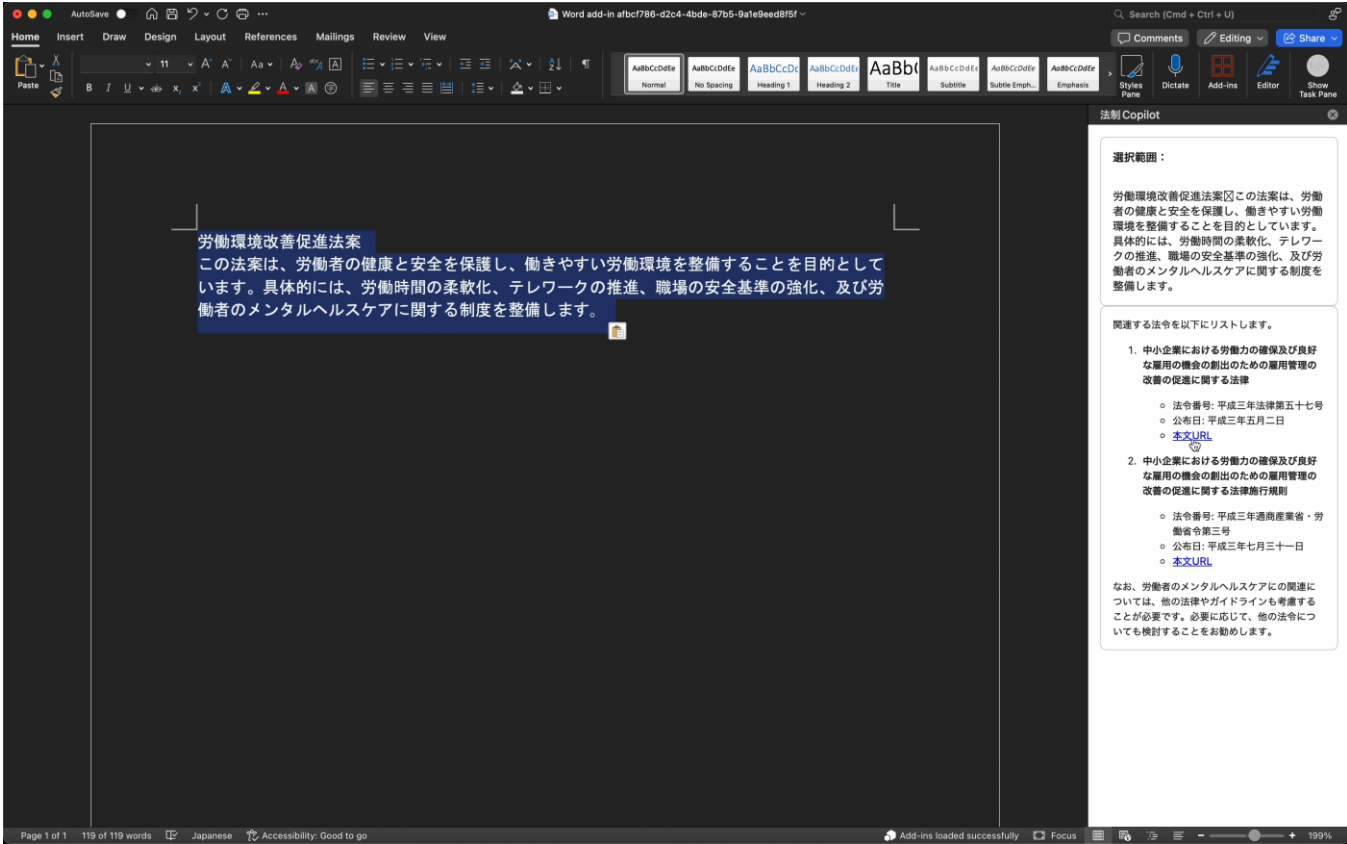 AutoSave
Word add-in afbcf786-d2c4-4bde-87b5-9a1e9eed8f5f
Search (Cmd + Ctrl + U)
Home Insert Draw Design Layout References Mailings Review View
Comments Editing Share
Paste
11
AaBbCcDdEe Normal
AaBbCcDdEe No Spacing
AaBbCcDc Heading 1
AaBbCcDdEe Heading 2
AaBb( Title
AaBbCcDdEe Subtitle
AaBbCcDdEe Subtle Emph...
AaBbCcDdEe Emphasis
Styles Pane
Dictate
Add-ins
Editor
Show Task Pane
労働環境改善促進法案
この法案は、労働者の健康と安全を保護し、働きやすい労働環境を整備することを目的として
います。具体的には、労働時間の柔軟化、テレワークの推進、職場の安全基準の強化、及び労
働者のメンタルヘルスケアに関する制度を整備します。
法制 Copilot
選択範囲：
労働環境改善促進法案☒この法案は、労働
者の健康と安全を保護し、働きやすい労働
環境を整備することを目的としています。
具体的には、労働時間の柔軟化、テレワー
クの推進、職場の安全基準の強化、及び労
働者のメンタルヘルスケアに関する制度を
整備します。
関連する法令を以下にリストします。
1. 中小企業における労働力の確保及び良好
な雇用の機会の創出のための雇用管理の
改善の促進に関する法律
法令番号: 平成三年法律第五十七号
公布日: 平成三年五月二日
本文URL
2. 中小企業における労働力の確保及び良好
な雇用の機会の創出のための雇用管理の
改善の促進に関する法律施行規則
法令番号: 平成三年通商産業省・労
働省令第三号
公布日: 平成三年七月三十一日
本文URL
なお、労働者のメンタルヘルスケアにの関連に
ついては、他の法律やガイドラインも考慮する
ことが必要です。必要に応じて、他の法令につ
いても検討することをお勧めします。
Page 1 of 1 119 of 119 words Japanese Accessibility: Good to go
Add-ins loaded successfully Focus 199%